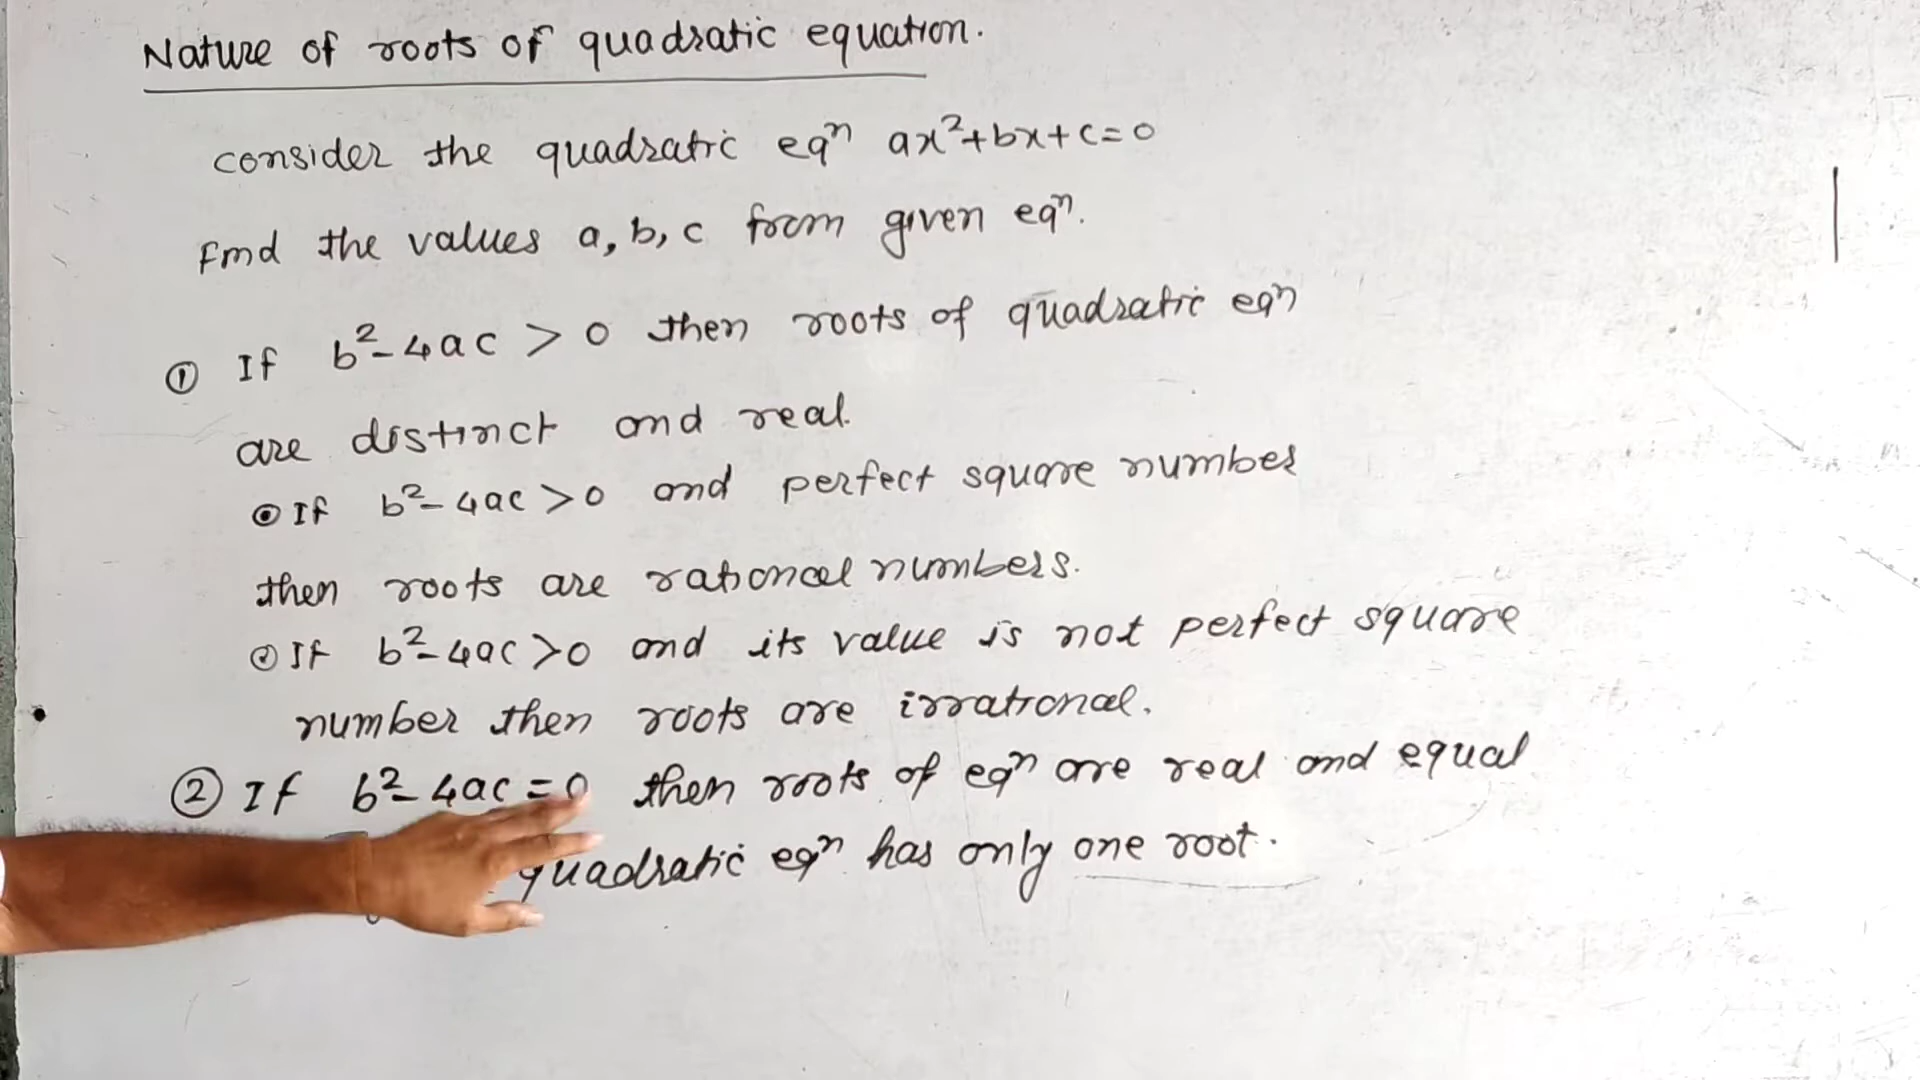 Nature of roots of quadratic equation.
consider the quadratic eqⁿ ax²+bx+c=0
Find the values a, b, c from given eqⁿ.
① If b²-4ac > 0 then roots of quadratic eqⁿ
are distinct and real.
⊙ If b²-4ac >0 and perfect square number
then roots are rational numbers.
⊙ If b²-4ac >0 and its value is not perfect square
number then roots are irrational.
② If b²-4ac =0 then roots of eqⁿ are real and equal
quadratic eqⁿ has only one root.